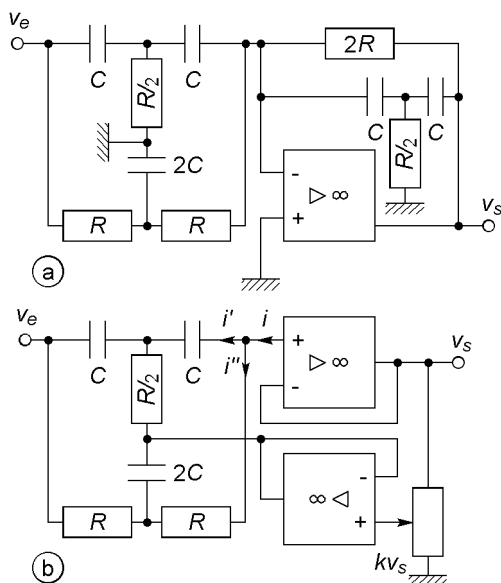 v_e
C
C
R/2
2C
R
R
2R
C
C
R/2
-
+
▷ ∞
v_s
a
v_e
i'
i
i"
C
C
R/2
2C
R
R
+
-
▷ ∞
v_s
-
+
∞ ◁
kv_s
b